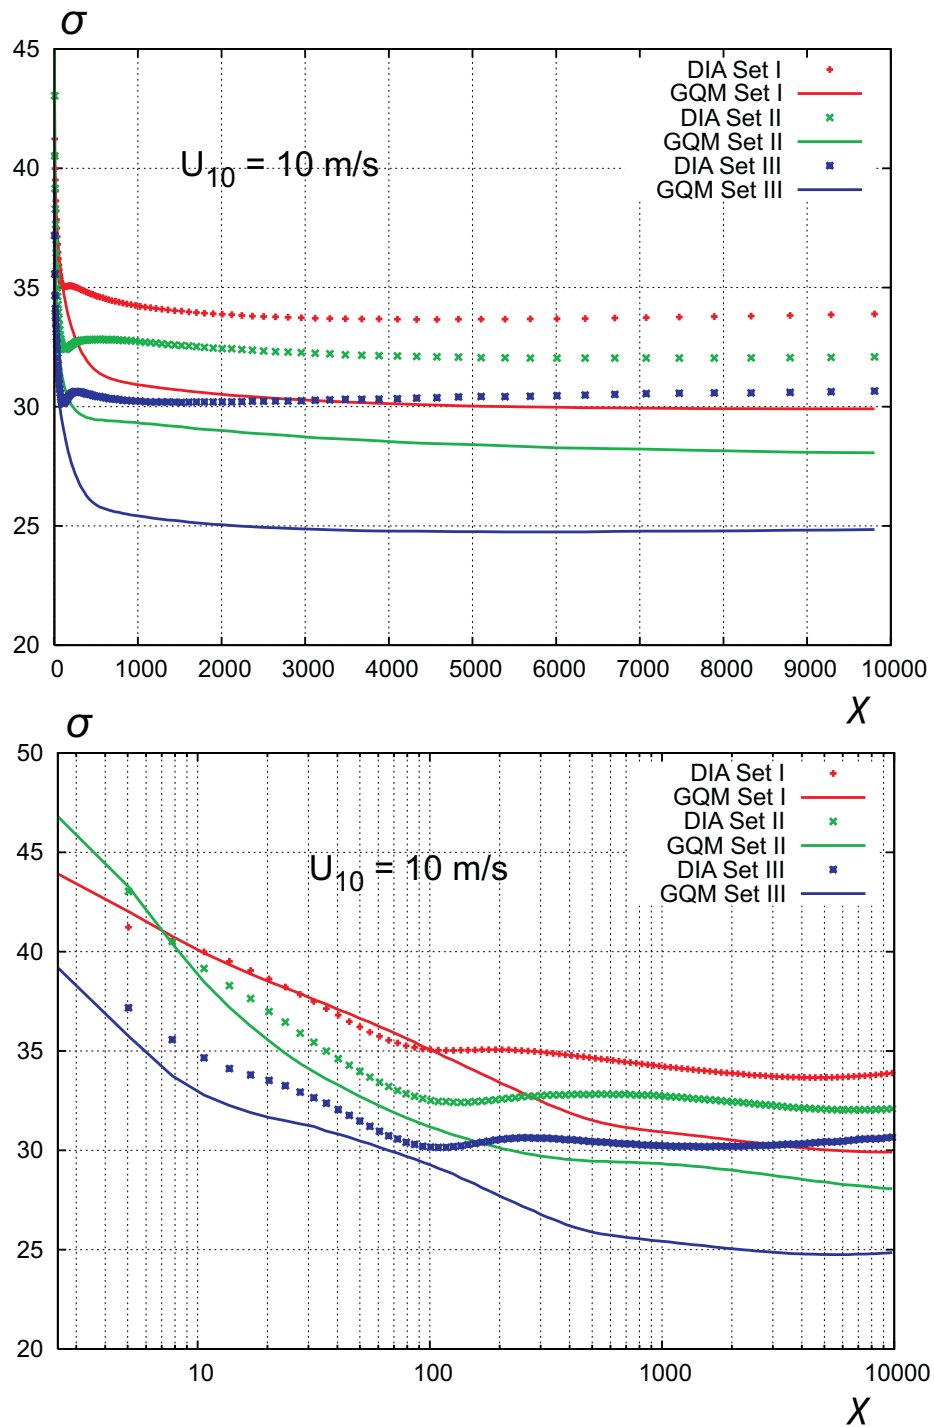 σ
45
40
35
30
25
20
U10 = 10 m/s
DIA Set I
GQM Set I
DIA Set II
GQM Set II
DIA Set III
GQM Set III
0 1000 2000 3000 4000 5000 6000 7000 8000 9000 10000
χ
σ
50
45
40
35
30
25
20
U10 = 10 m/s
DIA Set I
GQM Set I
DIA Set II
GQM Set II
DIA Set III
GQM Set III
10 100 1000 10000
χ